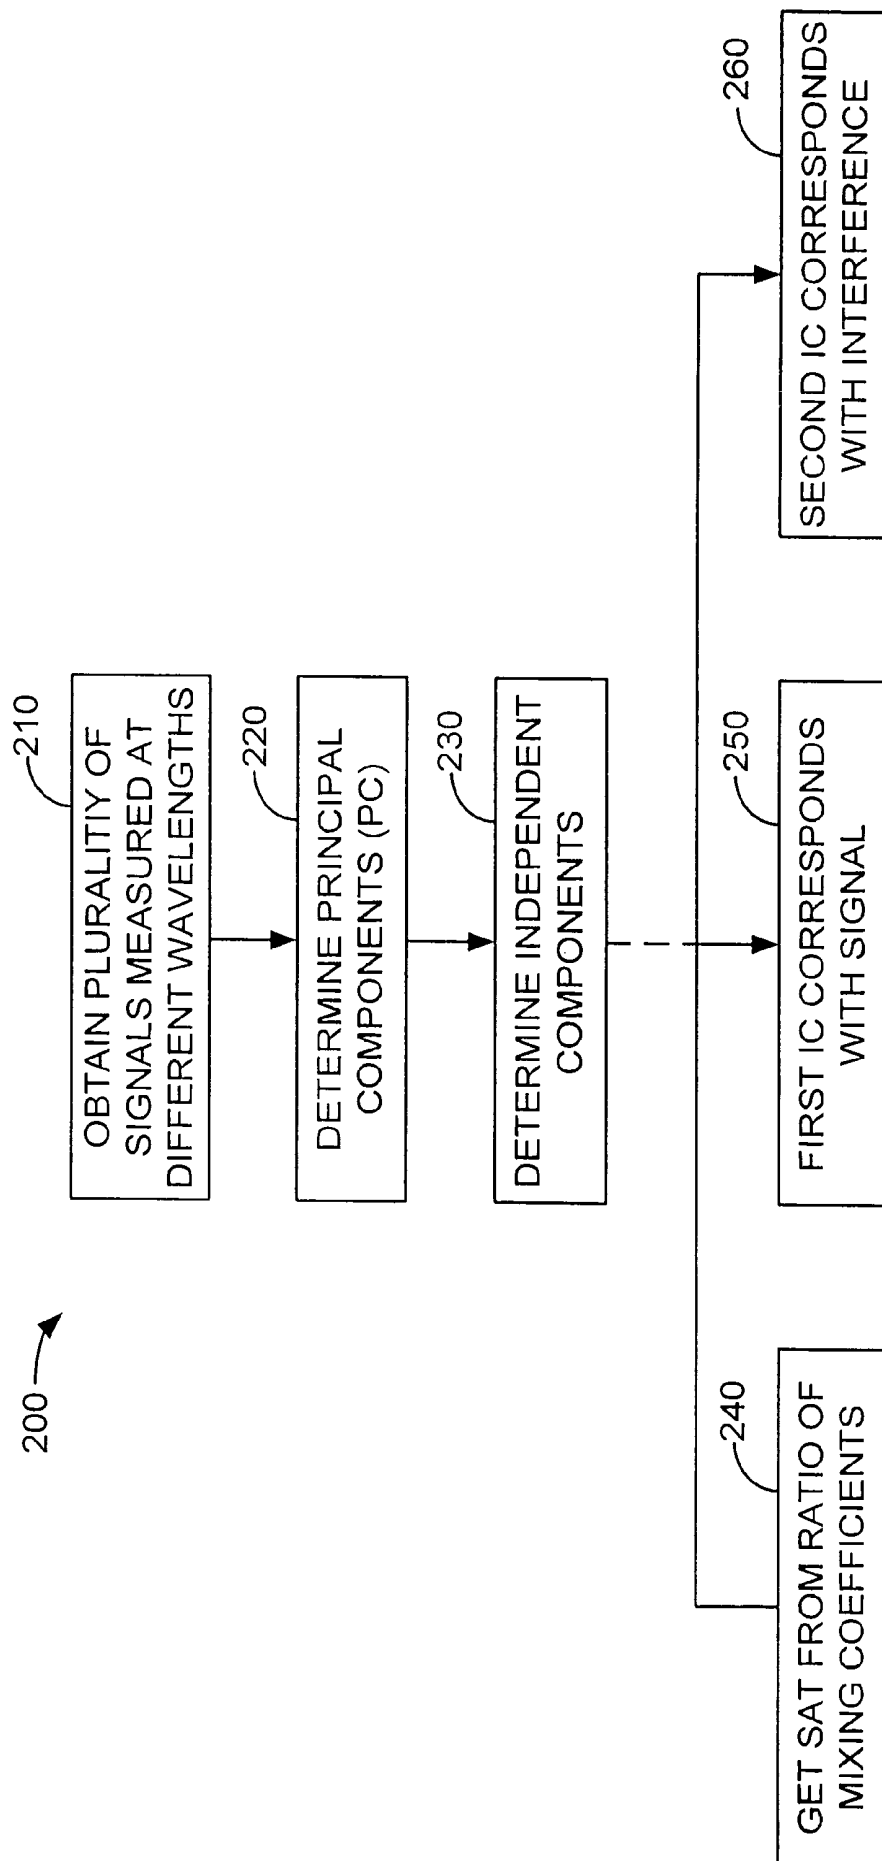 200
210
OBTAIN PLURALITIY OF
SIGNALS MEASURED AT
DIFFERENT WAVELENGTHS
220
DETERMINE PRINCIPAL
COMPONENTS (PC)
230
DETERMINE INDEPENDENT
COMPONENTS
240
GET SAT FROM RATIO OF
MIXING COEFFICIENTS
250
FIRST IC CORRESPONDS
WITH SIGNAL
260
SECOND IC CORRESPONDS
WITH INTERFERENCE